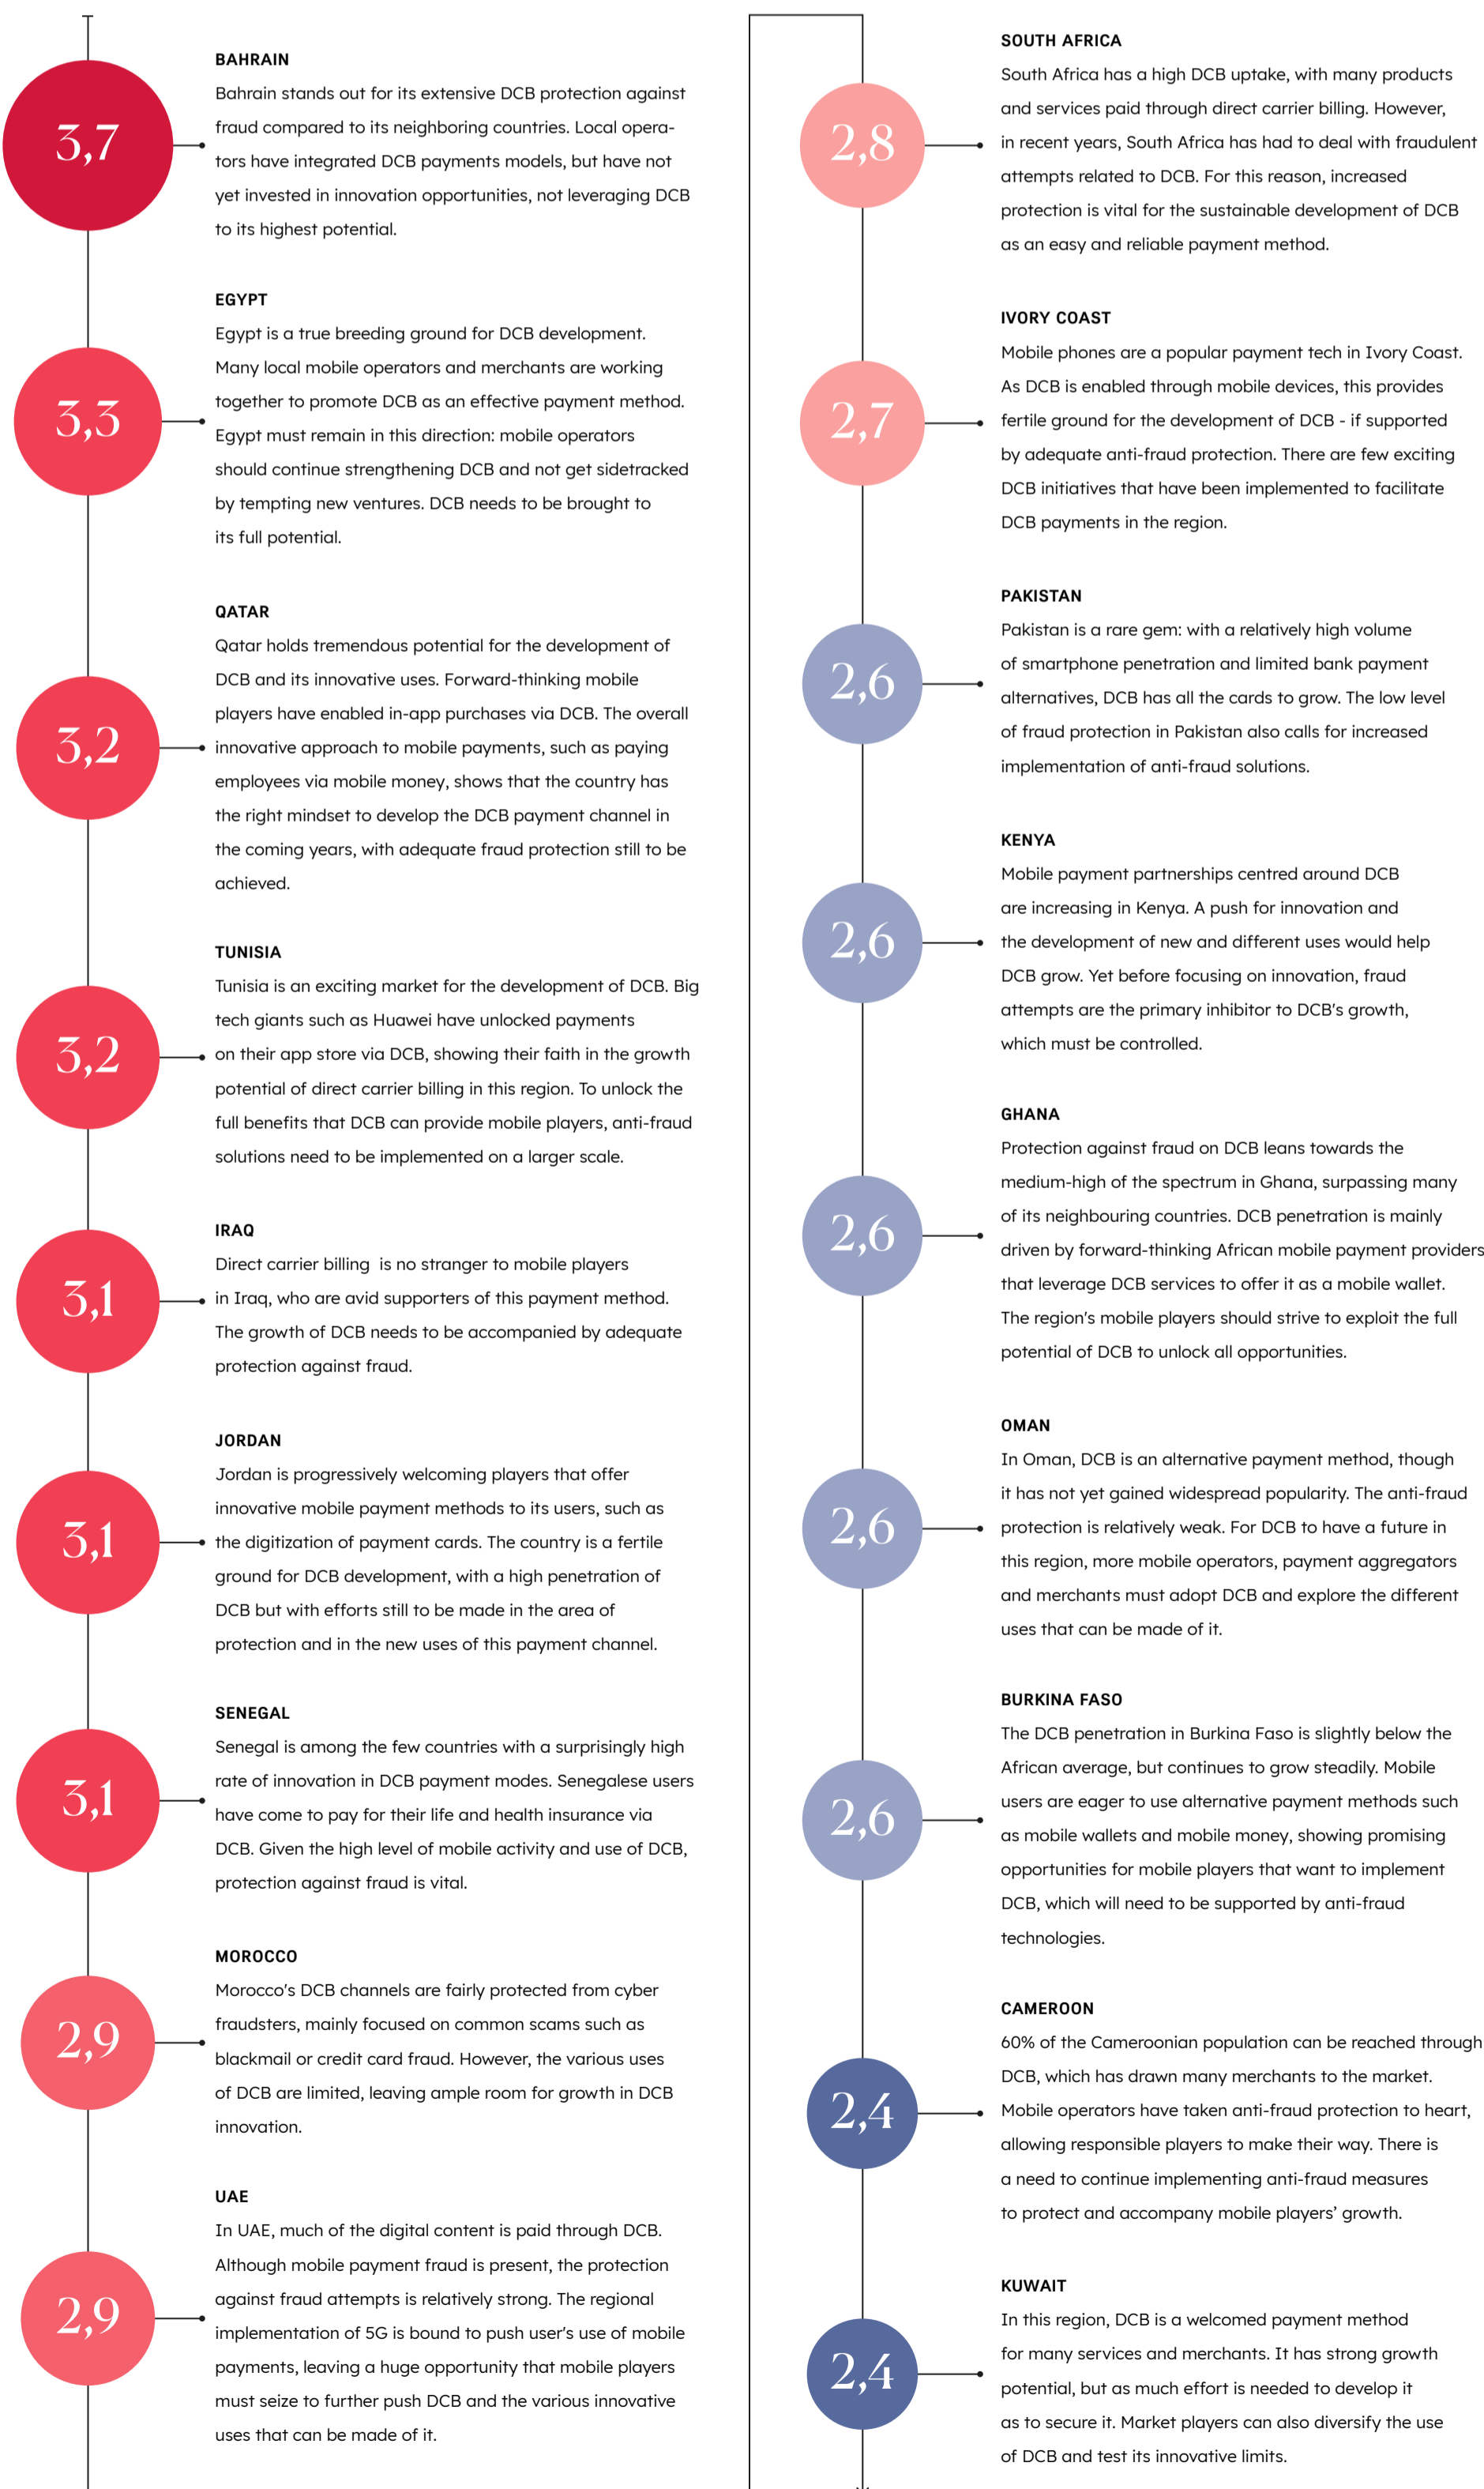 3,7
BAHRAIN
Bahrain stands out for its extensive DCB protection against
fraud compared to its neighboring countries. Local opera-
tors have integrated DCB payments models, but have not
yet invested in innovation opportunities, not leveraging DCB
to its highest potential.
3,3
EGYPT
Egypt is a true breeding ground for DCB development.
Many local mobile operators and merchants are working
together to promote DCB as an effective payment method.
Egypt must remain in this direction: mobile operators
should continue strengthening DCB and not get sidetracked
by tempting new ventures. DCB needs to be brought to
its full potential.
3,2
QATAR
Qatar holds tremendous potential for the development of
DCB and its innovative uses. Forward-thinking mobile
players have enabled in-app purchases via DCB. The overall
innovative approach to mobile payments, such as paying
employees via mobile money, shows that the country has
the right mindset to develop the DCB payment channel in
the coming years, with adequate fraud protection still to be
achieved.
3,2
TUNISIA
Tunisia is an exciting market for the development of DCB. Big
tech giants such as Huawei have unlocked payments
on their app store via DCB, showing their faith in the growth
potential of direct carrier billing in this region. To unlock the
full benefits that DCB can provide mobile players, anti-fraud
solutions need to be implemented on a larger scale.
3,1
IRAQ
Direct carrier billing  is no stranger to mobile players
in Iraq, who are avid supporters of this payment method.
The growth of DCB needs to be accompanied by adequate
protection against fraud.
3,1
JORDAN
Jordan is progressively welcoming players that offer
innovative mobile payment methods to its users, such as
the digitization of payment cards. The country is a fertile
ground for DCB development, with a high penetration of
DCB but with efforts still to be made in the area of
protection and in the new uses of this payment channel.
3,1
SENEGAL
Senegal is among the few countries with a surprisingly high
rate of innovation in DCB payment modes. Senegalese users
have come to pay for their life and health insurance via
DCB. Given the high level of mobile activity and use of DCB,
protection against fraud is vital.
2,9
MOROCCO
Morocco's DCB channels are fairly protected from cyber
fraudsters, mainly focused on common scams such as
blackmail or credit card fraud. However, the various uses
of DCB are limited, leaving ample room for growth in DCB
innovation.
2,9
UAE
In UAE, much of the digital content is paid through DCB.
Although mobile payment fraud is present, the protection
against fraud attempts is relatively strong. The regional
implementation of 5G is bound to push user's use of mobile
payments, leaving a huge opportunity that mobile players
must seize to further push DCB and the various innovative
uses that can be made of it.
2,8
SOUTH AFRICA
South Africa has a high DCB uptake, with many products
and services paid through direct carrier billing. However,
in recent years, South Africa has had to deal with fraudulent
attempts related to DCB. For this reason, increased
protection is vital for the sustainable development of DCB
as an easy and reliable payment method.
2,7
IVORY COAST
Mobile phones are a popular payment tech in Ivory Coast.
As DCB is enabled through mobile devices, this provides
fertile ground for the development of DCB - if supported
by adequate anti-fraud protection. There are few exciting
DCB initiatives that have been implemented to facilitate
DCB payments in the region.
2,6
PAKISTAN
Pakistan is a rare gem: with a relatively high volume
of smartphone penetration and limited bank payment
alternatives, DCB has all the cards to grow. The low level
of fraud protection in Pakistan also calls for increased
implementation of anti-fraud solutions.
2,6
KENYA
Mobile payment partnerships centred around DCB
are increasing in Kenya. A push for innovation and
the development of new and different uses would help
DCB grow. Yet before focusing on innovation, fraud
attempts are the primary inhibitor to DCB's growth,
which must be controlled.
2,6
GHANA
Protection against fraud on DCB leans towards the
medium-high of the spectrum in Ghana, surpassing many
of its neighbouring countries. DCB penetration is mainly
driven by forward-thinking African mobile payment providers
that leverage DCB services to offer it as a mobile wallet.
The region's mobile players should strive to exploit the full
potential of DCB to unlock all opportunities.
2,6
OMAN
In Oman, DCB is an alternative payment method, though
it has not yet gained widespread popularity. The anti-fraud
protection is relatively weak. For DCB to have a future in
this region, more mobile operators, payment aggregators
and merchants must adopt DCB and explore the different
uses that can be made of it.
2,6
BURKINA FASO
The DCB penetration in Burkina Faso is slightly below the
African average, but continues to grow steadily. Mobile
users are eager to use alternative payment methods such
as mobile wallets and mobile money, showing promising
opportunities for mobile players that want to implement
DCB, which will need to be supported by anti-fraud
technologies.
2,4
CAMEROON
60% of the Cameroonian population can be reached through
DCB, which has drawn many merchants to the market.
Mobile operators have taken anti-fraud protection to heart,
allowing responsible players to make their way. There is
a need to continue implementing anti-fraud measures
to protect and accompany mobile players’ growth.
2,4
KUWAIT
In this region, DCB is a welcomed payment method
for many services and merchants. It has strong growth
potential, but as much effort is needed to develop it
as to secure it. Market players can also diversify the use
of DCB and test its innovative limits.